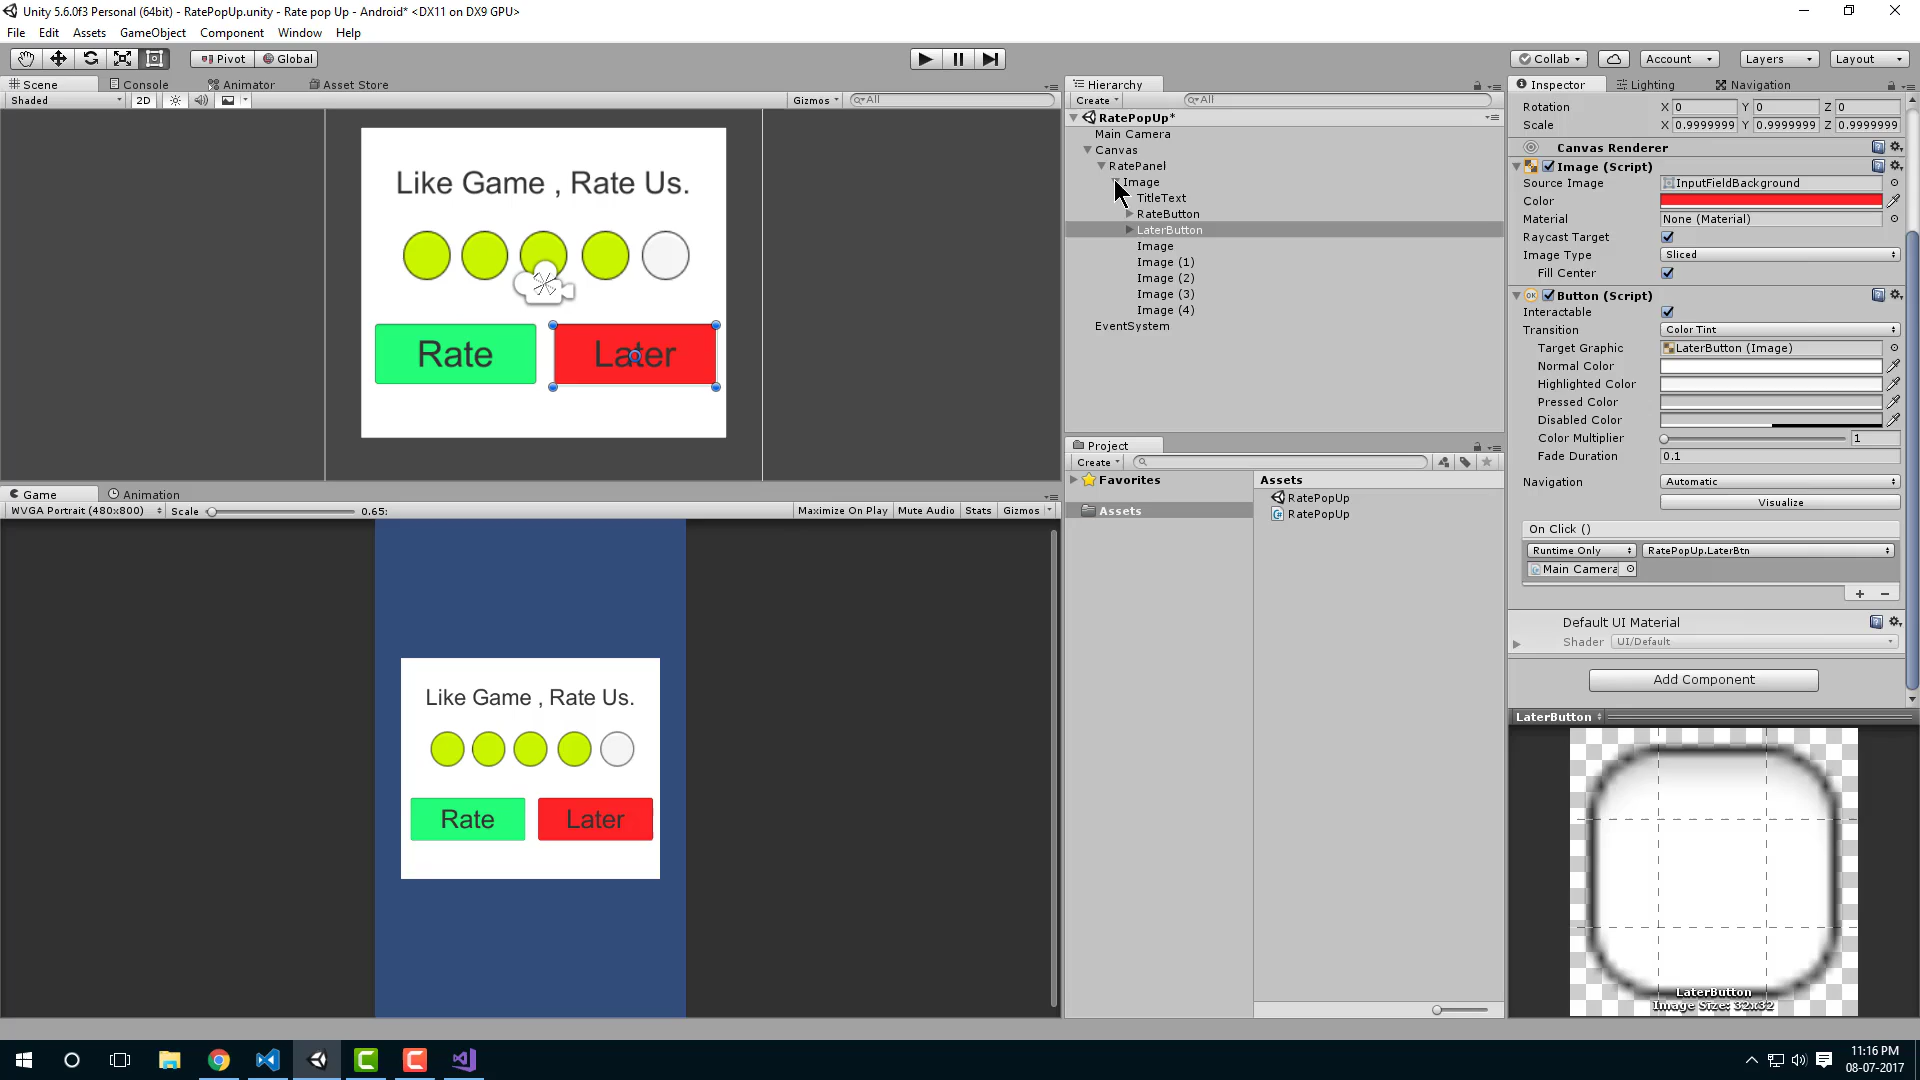 Unity 5.6.0f3 Personal (64bit) - RatePopUp.unity - Rate pop Up - Android* <DX11 on DX9 GPU>
File Edit Assets GameObject Component Window Help
Pivot Global Collab Account Layers Layout
Scene Console Animator Asset Store
Shaded 2D Gizmos All
Like Game , Rate Us.
Rate Later
Game Animation
WVGA Portrait (480x800) Scale 0.65: Maximize On Play Mute Audio Stats Gizmos
Like Game , Rate Us.
Rate Later
Hierarchy
Create All
RatePopUp*
Main Camera
Canvas
RatePanel
Image
TitleText
RateButton
LaterButton
Image
Image (1)
Image (2)
Image (3)
Image (4)
EventSystem
Project
Create
Favorites
Assets
Assets
RatePopUp
RatePopUp
Inspector Lighting Navigation
Rotation X 0 Y 0 Z 0
Scale X 0.9999999 Y 0.9999999 Z 0.9999999
Canvas Renderer
Image (Script)
Source Image InputFieldBackground
Color
Material None (Material)
Raycast Target
Image Type Sliced
Fill Center
OK Button (Script)
Interactable
Transition Color Tint
Target Graphic LaterButton (Image)
Normal Color
Highlighted Color
Pressed Color
Disabled Color
Color Multiplier 1
Fade Duration 0.1
Navigation Automatic
Visualize
On Click ()
Runtime Only RatePopUp.LaterBtn
Main Camera
+ -
Default UI Material
Shader UI/Default
Add Component
LaterButton
LaterButton
Image Size: 32x32
11:16 PM
08-07-2017